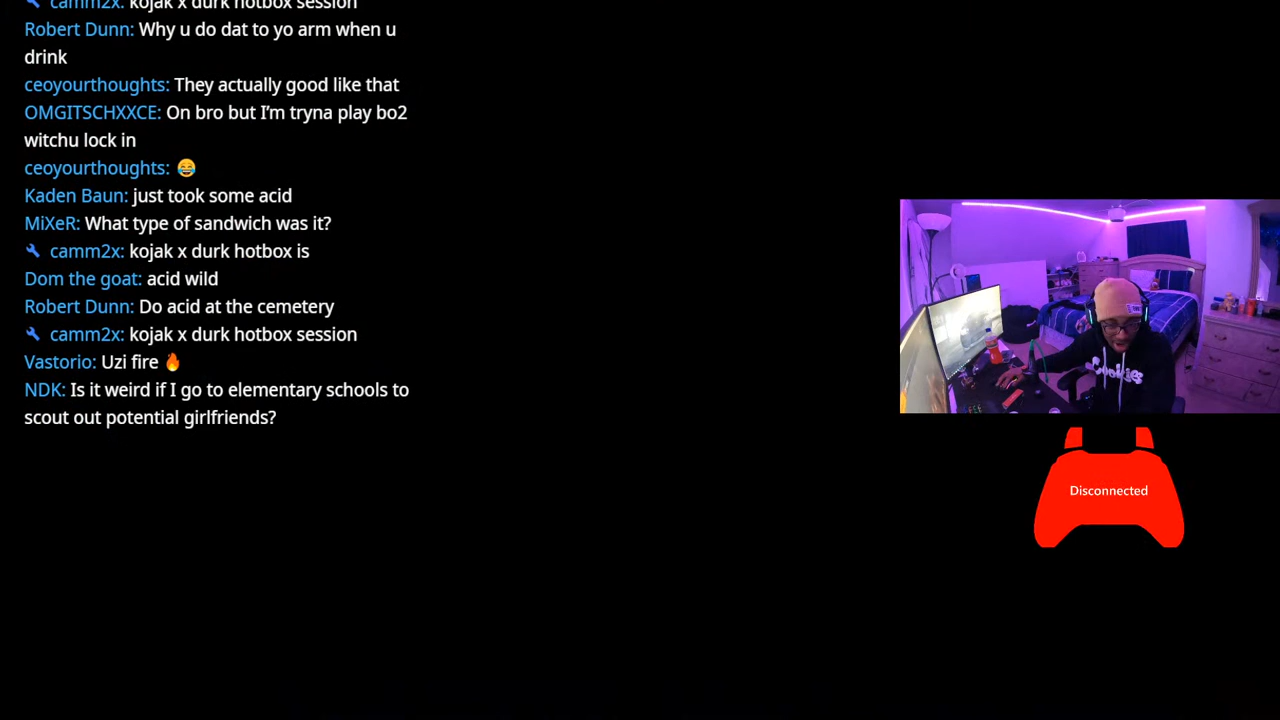 camm2x: kojak x durk hotbox session
Robert Dunn: Why u do dat to yo arm when u
drink
ceoyourthoughts: They actually good like that
OMGITSCHXXCE: On bro but I'm tryna play bo2
witchu lock in
ceoyourthoughts: 😂
Kaden Baun: just took some acid
MiXeR: What type of sandwich was it?
camm2x: kojak x durk hotbox is
Dom the goat: acid wild
Robert Dunn: Do acid at the cemetery
camm2x: kojak x durk hotbox session
Vastorio: Uzi fire 🔥
NDK: Is it weird if I go to elementary schools to
scout out potential girlfriends?
Cookies
Disconnected